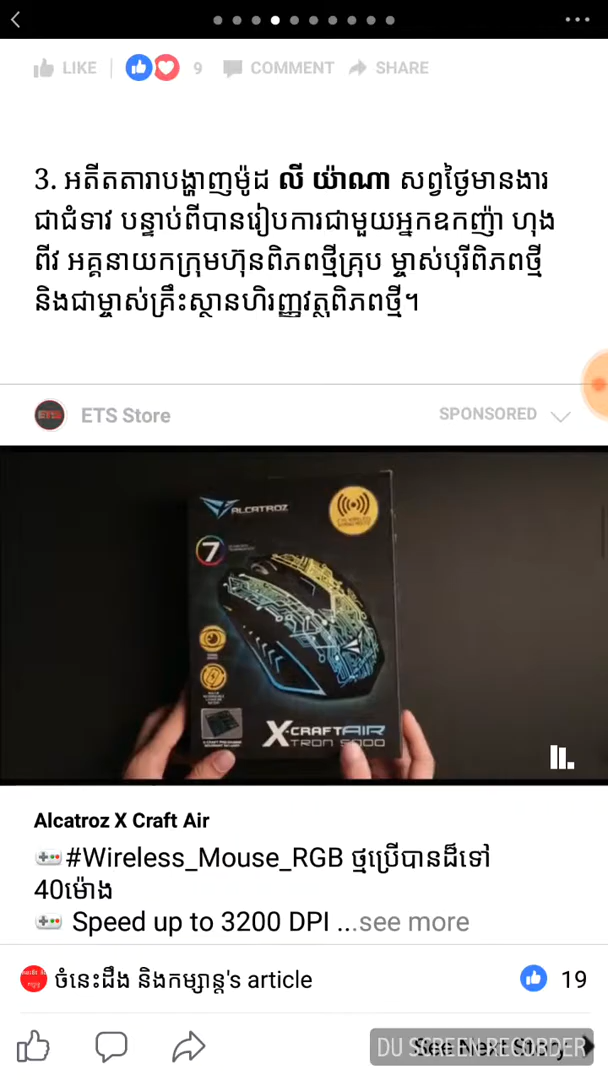 LIKE 9 COMMENT SHARE
3. អតីតតារាបង្ហាញម៉ូដ លី យ៉ាណា សព្វថ្ងៃមានងារ
ជាជំទាវ បន្ទាប់ពីបានរៀបការជាមួយអ្នកឧកញ៉ា ហុង
ពីវ អគ្គនាយកក្រុមហ៊ុនពិភពថ្មីគ្រុប ម្ចាស់បុរីពិភពថ្មី
និងជាម្ចាស់គ្រឹះស្ថានហិរញ្ញវត្ថុពិភពថ្មី។
ETS
ETS Store SPONSORED
ALCATROZ
7
X-CRAFT AIR
TRON 5000
Alcatroz X Craft Air
#Wireless_Mouse_RGB ថ្មប្រើបានដ៏ទៅ
40ម៉ោង
Speed up to 3200 DPI ...see more
ចំនេះដឹង និងកម្សាន្ត's article 19
See Next Story
DU SCREEN RECORDER